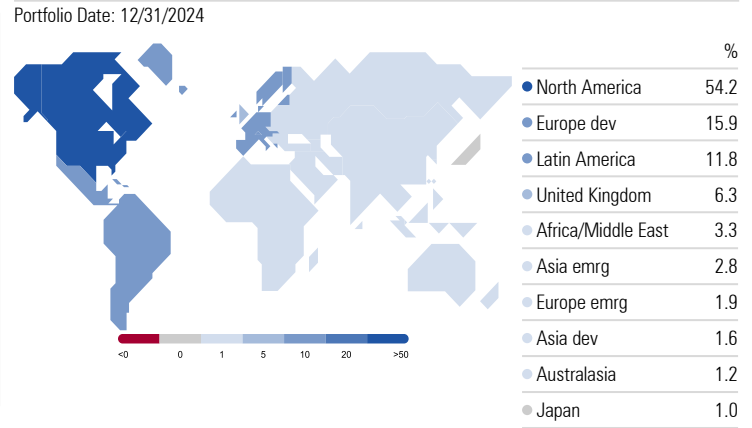 Portfolio Date: 12/31/2024
%
North America 54.2
Europe dev 15.9
Latin America 11.8
United Kingdom 6.3
Africa/Middle East 3.3
Asia emrg 2.8
Europe emrg 1.9
Asia dev 1.6
Australasia 1.2
Japan 1.0
<0 0 1 5 10 20 >50